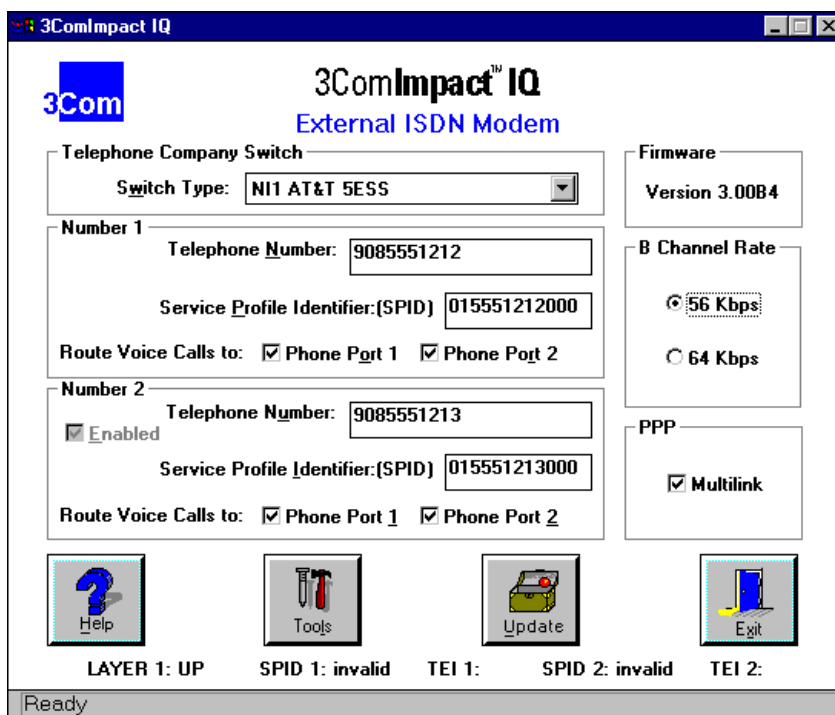 3ComImpact IQ
3Com
3ComImpact™ IQ
External ISDN Modem
Telephone Company Switch
Switch Type: NI1 AT&T 5ESS
Firmware
Version 3.00B4
Number 1
Telephone Number: 9085551212
Service Profile Identifier:(SPID) 015551212000
Route Voice Calls to: Phone Port 1 Phone Port 2
B Channel Rate
56 Kbps
64 Kbps
Number 2
Telephone Number: 9085551213
Enabled
Service Profile Identifier:(SPID) 015551213000
Route Voice Calls to: Phone Port 1 Phone Port 2
PPP
Multilink
Help
Tools
Update
Exit
LAYER 1: UP SPID 1: invalid TEI 1: SPID 2: invalid TEI 2:
Ready